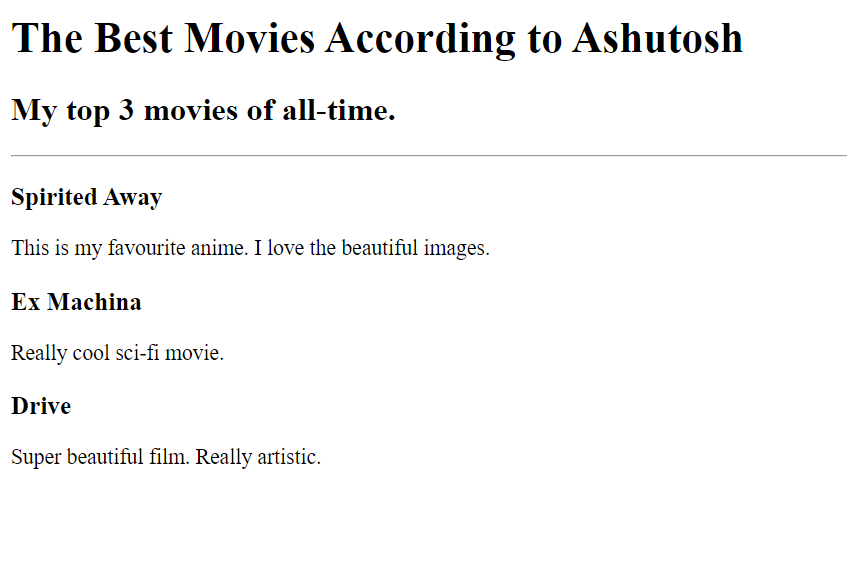 The Best Movies According to Ashutosh
My top 3 movies of all-time.
Spirited Away
This is my favourite anime. I love the beautiful images.
Ex Machina
Really cool sci-fi movie.
Drive
Super beautiful film. Really artistic.